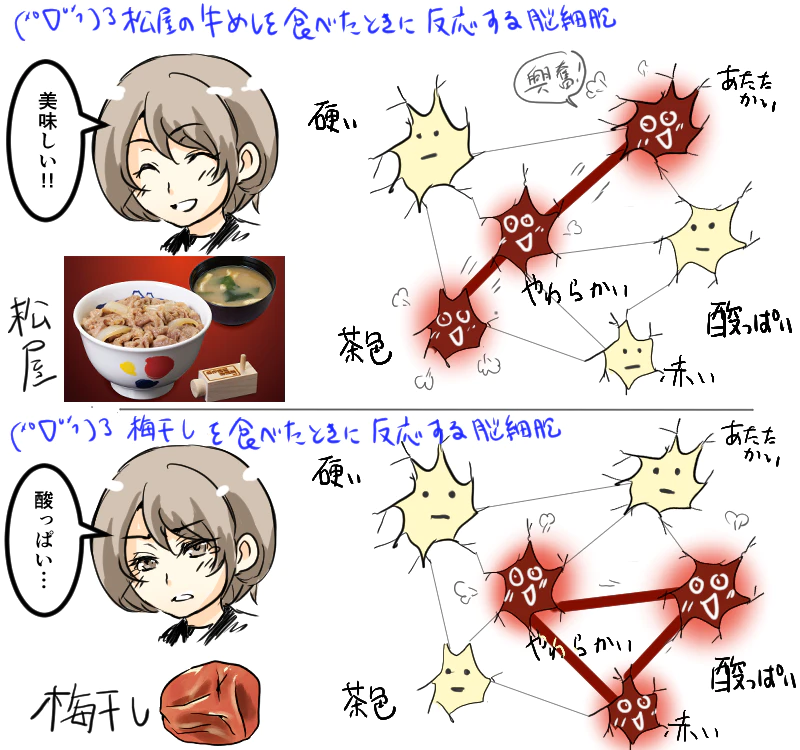 (゜∀゜)3 松屋の牛めしを食べたときに反応する脳細胞
美味しい!!
松屋
興奮!
硬い
あたた
かい
やわらかい
茶色
酸っぱい
赤い
(゜∀゜)3 梅干しを食べたときに反応する脳細胞
酸っぱい…
梅干し
硬い
あたた
かい
やわらかい
茶色
酸っぱい
赤い